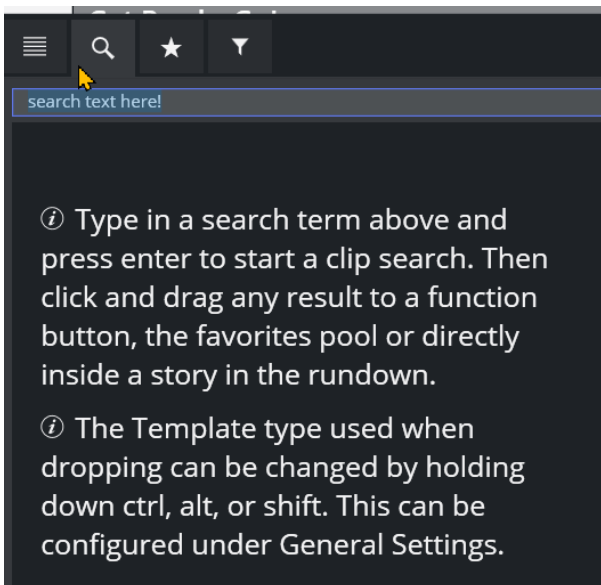 search text here!
Type in a search term above and
press enter to start a clip search. Then
click and drag any result to a function
button, the favorites pool or directly
inside a story in the rundown.
The Template type used when
dropping can be changed by holding
down ctrl, alt, or shift. This can be
configured under General Settings.